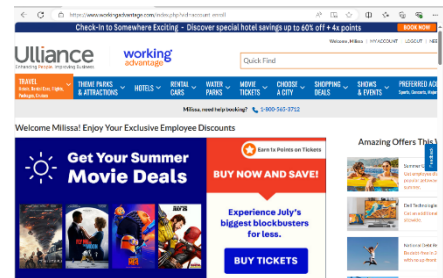 https://www.workingadvantage.com/index.php?sid=account_enroll
Check-In to Somewhere Exciting - Discover special hotel savings up to 60% off + 4x points
BOOK NOW
Welcome, Milissa | MY ACCOUNT LOGOUT
Ulliance
Enhancing People. Improving Business.
working
advantage
Quick Find
TRAVEL
THEME PARKS
& ATTRACTIONS
HOTELS
RENTAL
CARS
WATER
PARKS
MOVIE
TICKETS
CHOOSE
A CITY
SHOPPING
DEALS
SHOWS
& EVENTS
PREFERRED
Milissa, need help booking? 1-800-565-3712
Welcome Milissa! Enjoy Your Exclusive Employee Discounts
Amazing Offers This
Get Your Summer
Movie Deals
Earn 1x Points on Tickets
BUY NOW AND SAVE!
Experience July's
biggest blockbusters
for less.
BUY TICKETS
Feedback
Dell Technologies